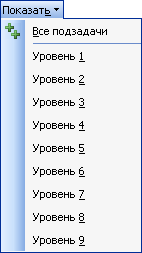 Показать
Все подзадачи
Уровень 1
Уровень 2
Уровень 3
Уровень 4
Уровень 5
Уровень 6
Уровень 7
Уровень 8
Уровень 9